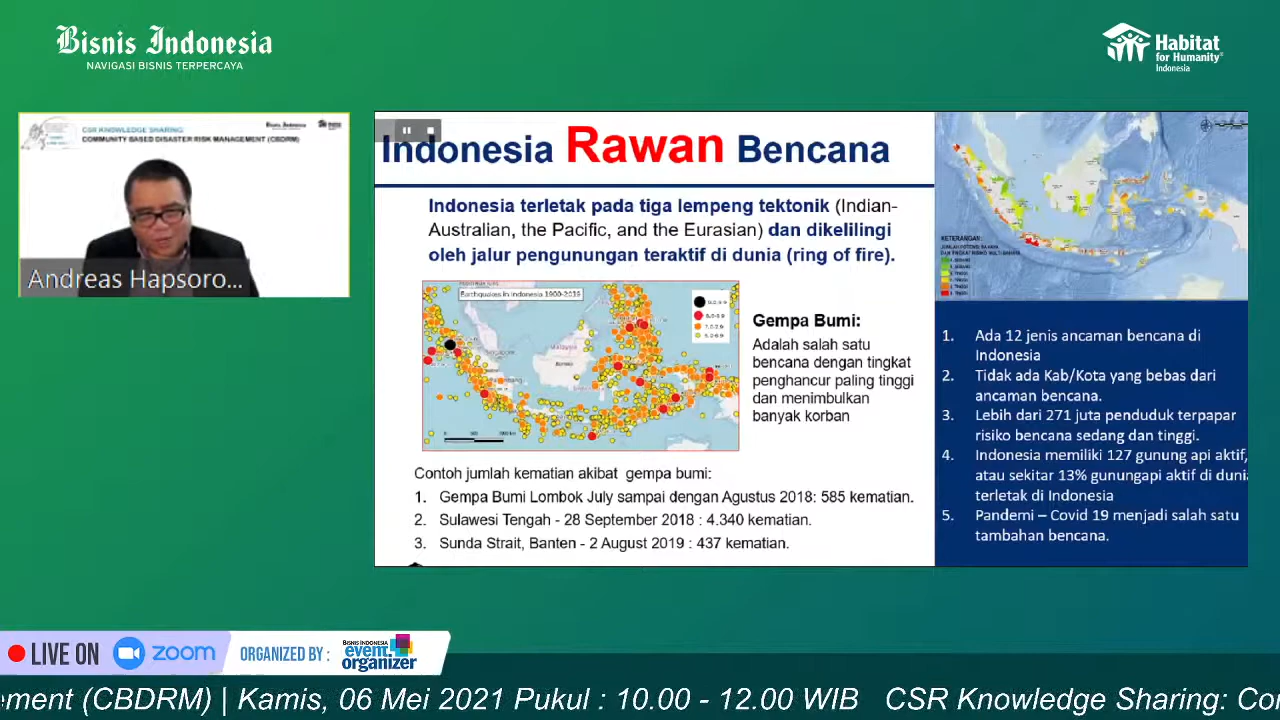 Bisnis Indonesia
NAVIGASI BISNIS TERPERCAYA
Habitat
for Humanity®
Indonesia
CSR KNOWLEDGE SHARING:
COMMUNITY BASED DISASTER RISK MANAGEMENT (CBDRM)
Andreas Hapsoro...
Indonesia Rawan Bencana
Indonesia terletak pada tiga lempeng tektonik (Indian-
Australian, the Pacific, and the Eurasian) dan dikelilingi
oleh jalur pengunungan teraktif di dunia (ring of fire).
Earthquakes in Indonesia 1900-2019
Gempa Bumi:
Adalah salah satu
bencana dengan tingkat
penghancur paling tinggi
dan menimbulkan
banyak korban
Contoh jumlah kematian akibat gempa bumi:
1. Gempa Bumi Lombok July sampai dengan Agustus 2018: 585 kematian.
2. Sulawesi Tengah - 28 September 2018 : 4.340 kematian.
3. Sunda Strait, Banten - 2 August 2019 : 437 kematian.
KETERANGAN:
1. Ada 12 jenis ancaman bencana di
Indonesia
2. Tidak ada Kab/Kota yang bebas dari
ancaman bencana.
3. Lebih dari 271 juta penduduk terpapar
risiko bencana sedang dan tinggi.
4. Indonesia memiliki 127 gunung api aktif,
atau sekitar 13% gunungapi aktif di dunia
terletak di Indonesia
5. Pandemi – Covid 19 menjadi salah satu
tambahan bencana.
LIVE ON zoom
ORGANIZED BY :
BISNIS INDONESIA
event
organizer
ement (CBDRM) | Kamis, 06 Mei 2021 Pukul : 10.00 - 12.00 WIB CSR Knowledge Sharing: Co